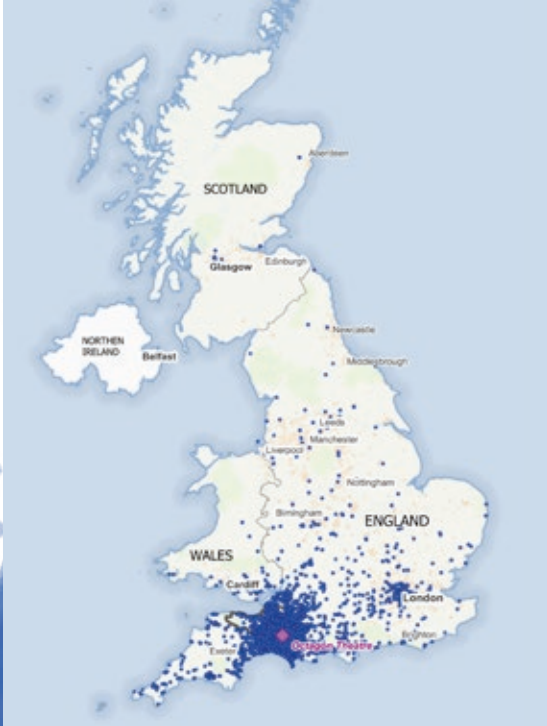 Aberdeen
SCOTLAND
Glasgow
Edinburgh
NORTHEN
IRELAND
Belfast
Newcastle
Middlesbrough
Leeds
Manchester
Liverpool
Nottingham
Birmingham
ENGLAND
WALES
Cardiff
London
Brighton
Octagon Theatre
Exeter